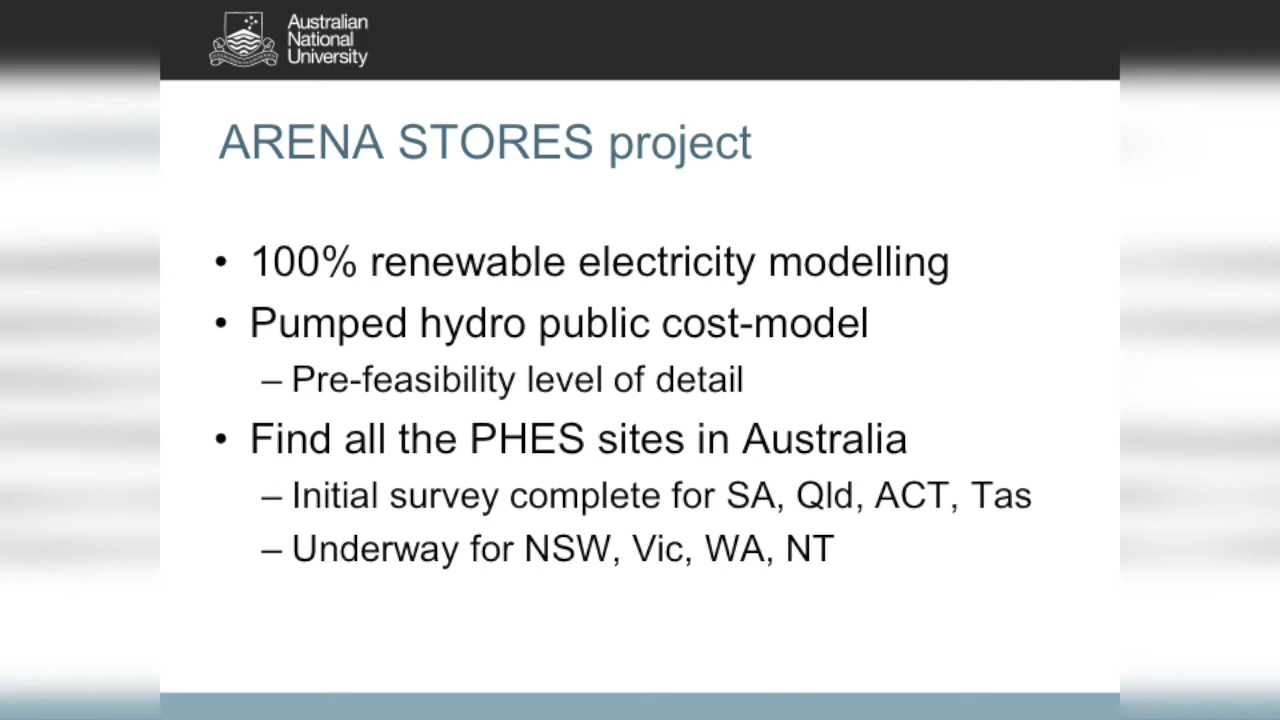 Australian
National
University
ARENA STORES project
• 100% renewable electricity modelling
• Pumped hydro public cost-model
– Pre-feasibility level of detail
• Find all the PHES sites in Australia
– Initial survey complete for SA, Qld, ACT, Tas
– Underway for NSW, Vic, WA, NT